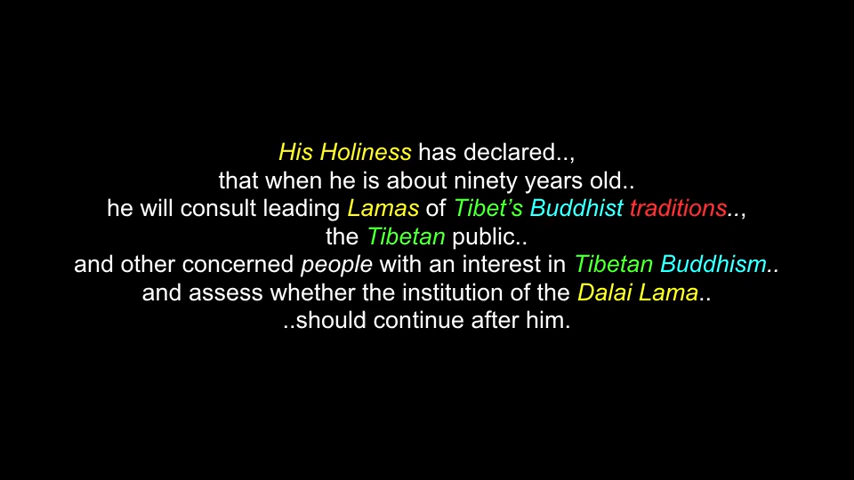 His Holiness has declared..,
that when he is about ninety years old..
he will consult leading Lamas of Tibet’s Buddhist traditions..,
the Tibetan public..
and other concerned people with an interest in Tibetan Buddhism..
and assess whether the institution of the Dalai Lama..
..should continue after him.